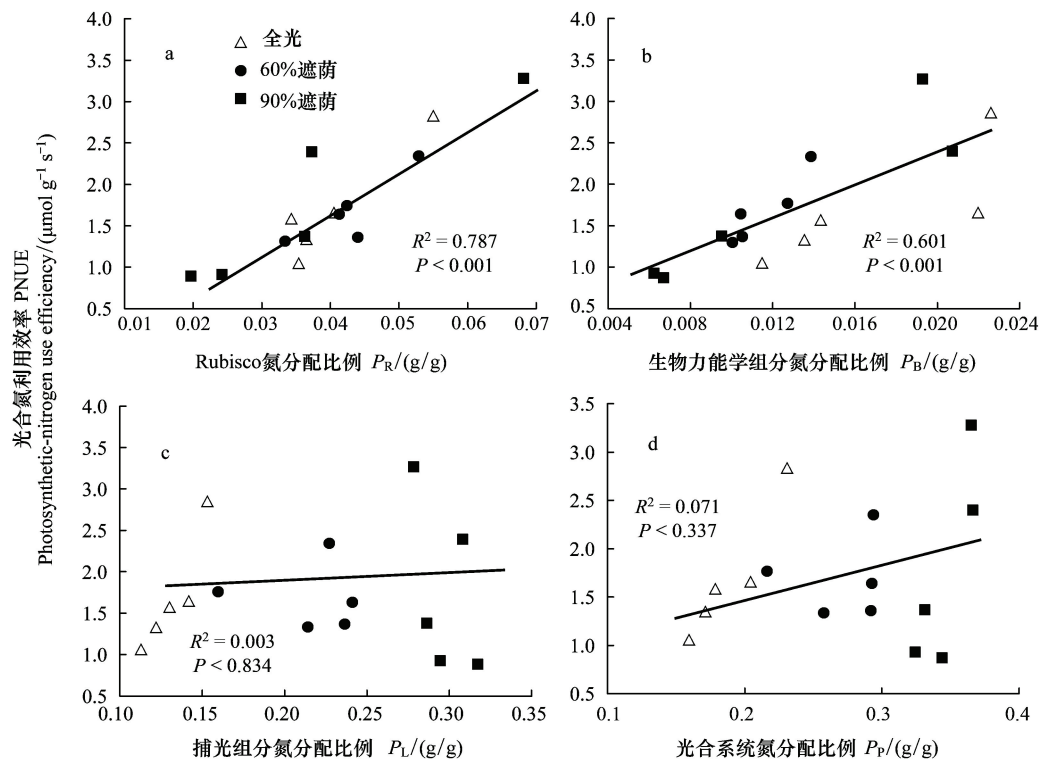 光合氮利用效率 PNUE
Photosynthetic-nitrogen use efficiency/(μmol g⁻¹ s⁻¹)
4.0
3.5
3.0
2.5
2.0
1.5
1.0
0.5
a
△ 全光
● 60%遮荫
■ 90%遮荫
R² = 0.787
P < 0.001
0.01 0.02 0.03 0.04 0.05 0.06 0.07
Rubisco氮分配比例 P_R/(g/g)
4.0
3.5
3.0
2.5
2.0
1.5
1.0
0.5
b
R² = 0.601
P < 0.001
0.004 0.008 0.012 0.016 0.020 0.024
生物力能学组分氮分配比例 P_B/(g/g)
4.0
3.5
3.0
2.5
2.0
1.5
1.0
0.5
c
R² = 0.003
P < 0.834
0.10 0.15 0.20 0.25 0.30 0.35
捕光组分氮分配比例 P_L/(g/g)
3.5
3.0
2.5
2.0
1.5
1.0
0.5
d
R² = 0.071
P < 0.337
0.1 0.2 0.3 0.4
光合系统氮分配比例 P_P/(g/g)